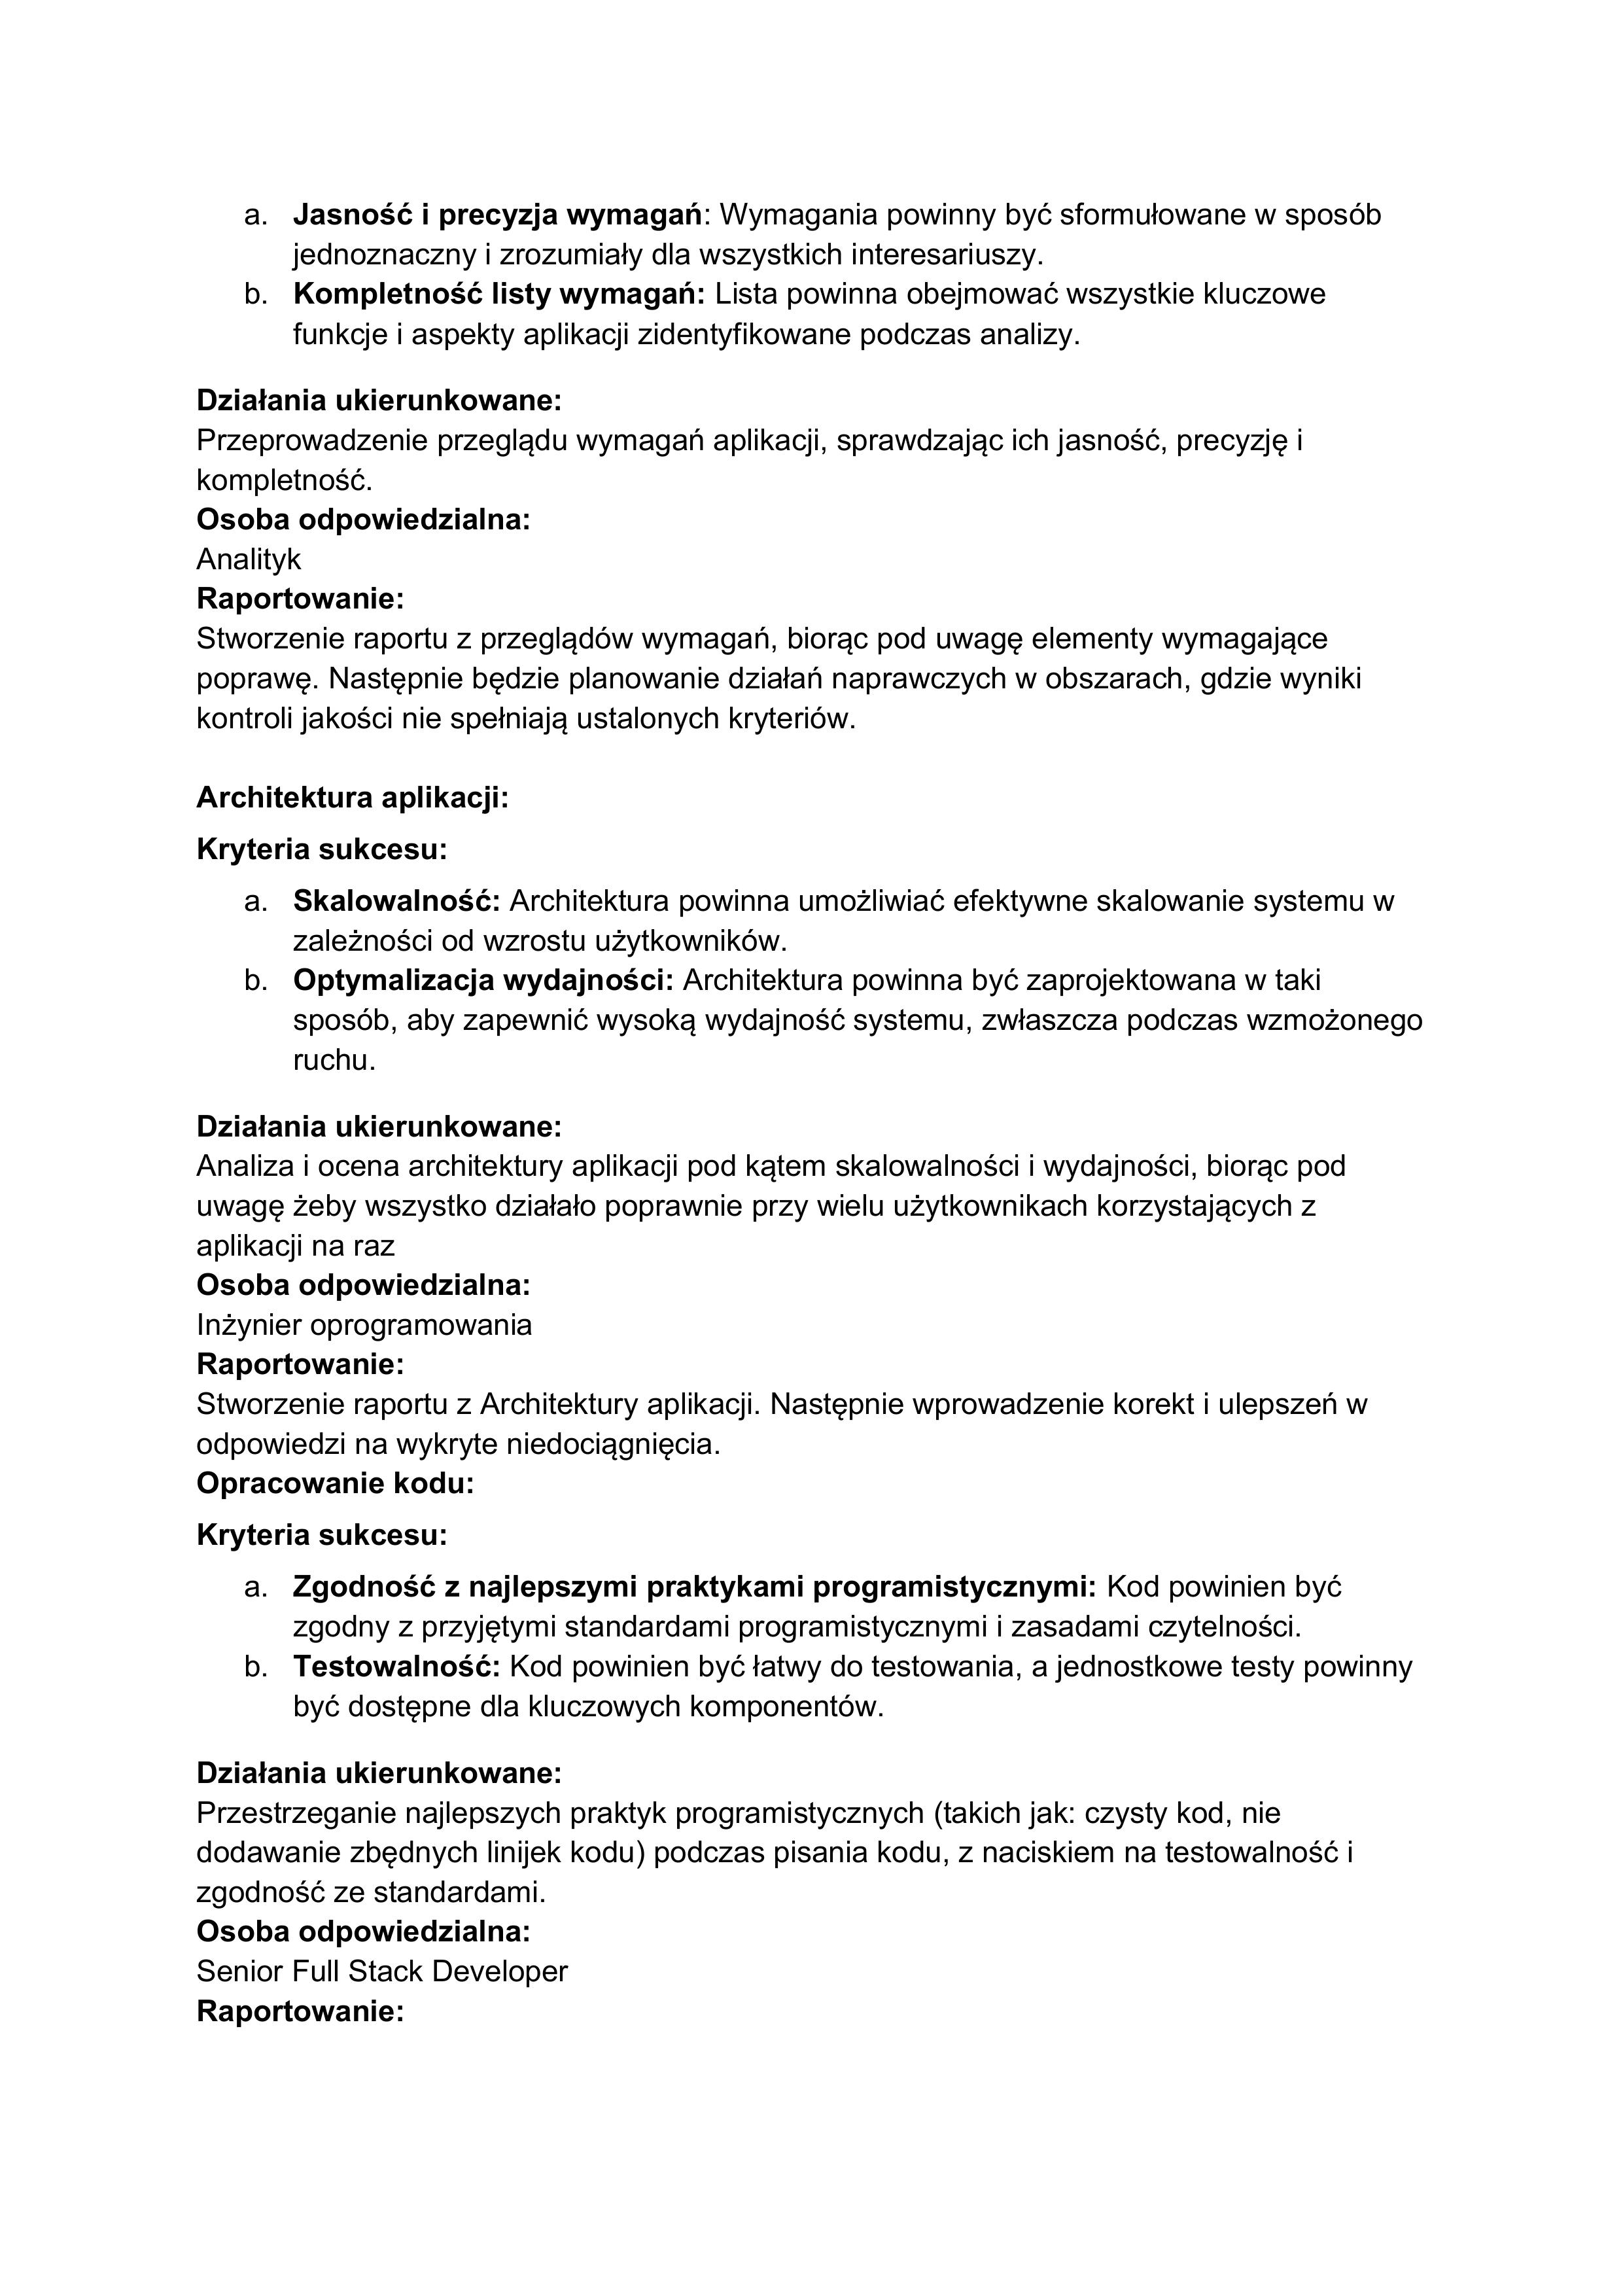 a. Jasność i precyzja wymagań: Wymagania powinny być sformułowane w sposób
jednoznaczny i zrozumiały dla wszystkich interesariuszy.
b. Kompletność listy wymagań: Lista powinna obejmować wszystkie kluczowe
funkcje i aspekty aplikacji zidentyfikowane podczas analizy.
Działania ukierunkowane:
Przeprowadzenie przeglądu wymagań aplikacji, sprawdzając ich jasność, precyzję i
kompletność.
Osoba odpowiedzialna:
Analityk
Raportowanie:
Stworzenie raportu z przeglądów wymagań, biorąc pod uwagę elementy wymagające
poprawę. Następnie będzie planowanie działań naprawczych w obszarach, gdzie wyniki
kontroli jakości nie spełniają ustalonych kryteriów.
Architektura aplikacji:
Kryteria sukcesu:
a. Skalowalność: Architektura powinna umożliwiać efektywne skalowanie systemu w
zależności od wzrostu użytkowników.
b. Optymalizacja wydajności: Architektura powinna być zaprojektowana w taki
sposób, aby zapewnić wysoką wydajność systemu, zwłaszcza podczas wzmożonego
ruchu.
Działania ukierunkowane:
Analiza i ocena architektury aplikacji pod kątem skalowalności i wydajności, biorąc pod
uwagę żeby wszystko działało poprawnie przy wielu użytkownikach korzystających z
aplikacji na raz
Osoba odpowiedzialna:
Inżynier oprogramowania
Raportowanie:
Stworzenie raportu z Architektury aplikacji. Następnie wprowadzenie korekt i ulepszeń w
odpowiedzi na wykryte niedociągnięcia.
Opracowanie kodu:
Kryteria sukcesu:
a. Zgodność z najlepszymi praktykami programistycznymi: Kod powinien być
zgodny z przyjętymi standardami programistycznymi i zasadami czytelności.
b. Testowalność: Kod powinien być łatwy do testowania, a jednostkowe testy powinny
być dostępne dla kluczowych komponentów.
Działania ukierunkowane:
Przestrzeganie najlepszych praktyk programistycznych (takich jak: czysty kod, nie
dodawanie zbędnych linijek kodu) podczas pisania kodu, z naciskiem na testowalność i
zgodność ze standardami.
Osoba odpowiedzialna:
Senior Full Stack Developer
Raportowanie: